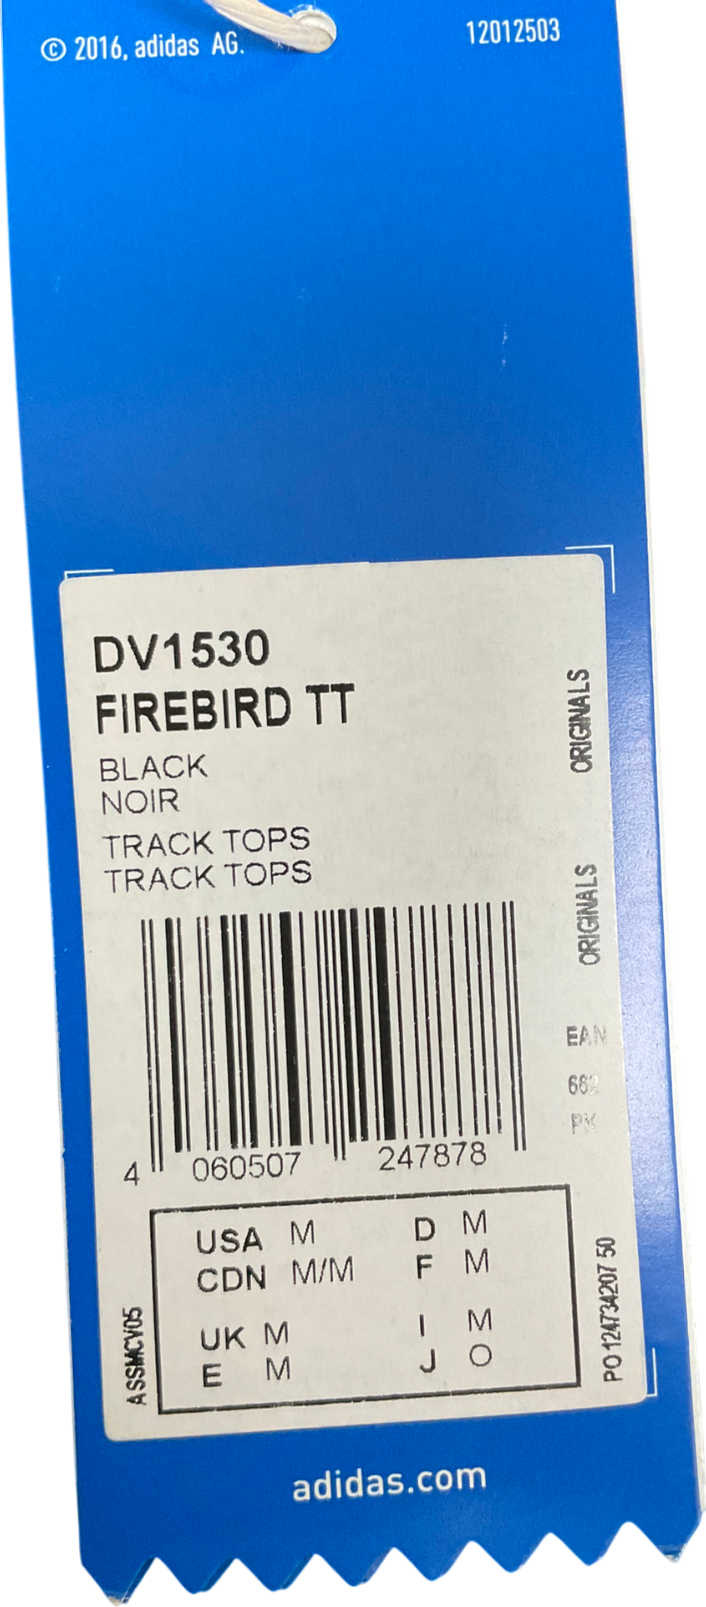 © 2016, adidas AG.
12012503
DV1530
FIREBIRD TT
BLACK
NOIR
TRACK TOPS
TRACK TOPS
ORIGINALS
ORIGINALS
EAN
4 060507 247878
USA M D M
CDN M/M F M
UK M I M
E M J O
ASSMCV05
PO 124734207 50
adidas.com